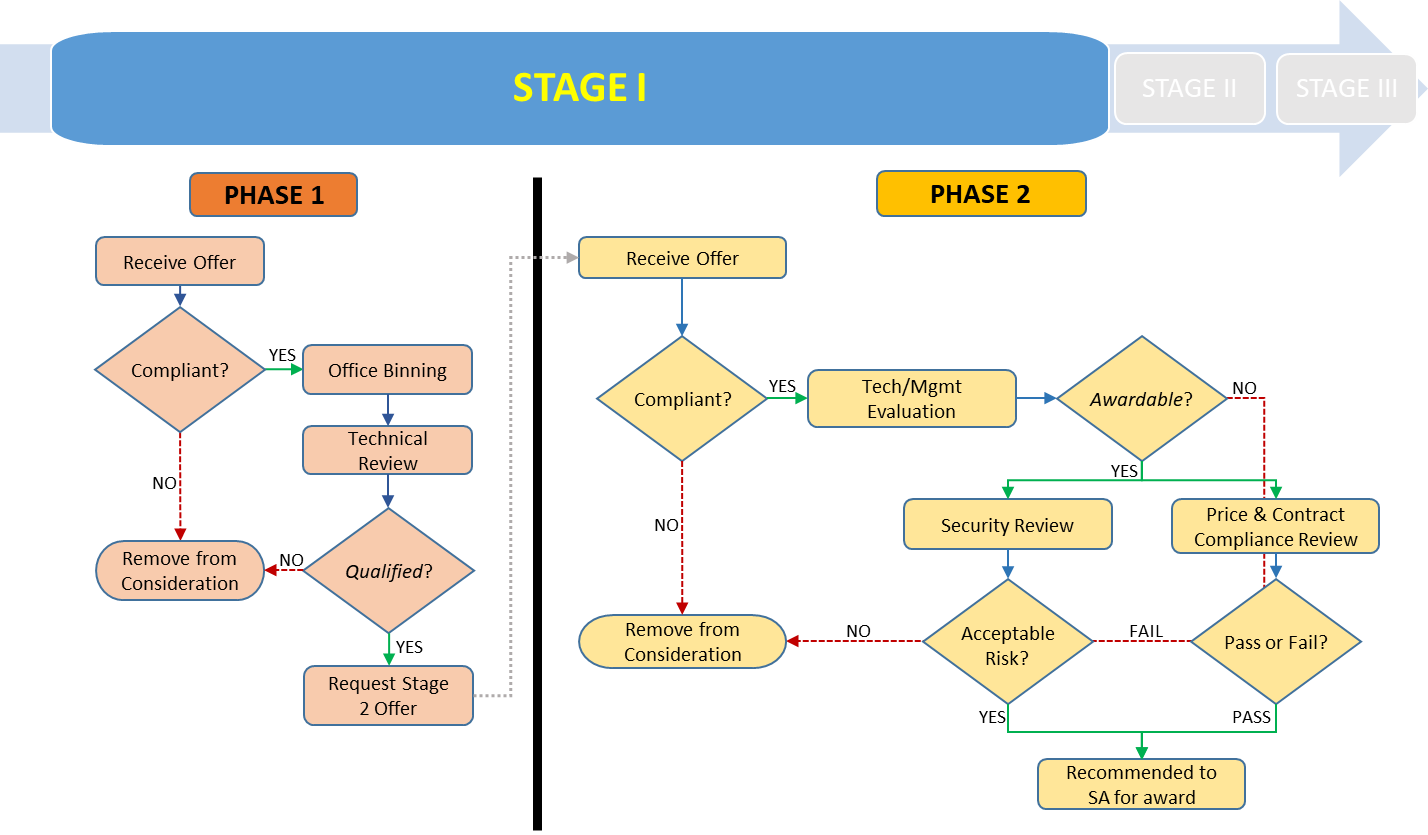 STAGE I
STAGE II
STAGE III
PHASE 1
Receive Offer
Compliant?
YES
Office Binning
Technical
Review
NO
Remove from
Consideration
NO
Qualified?
YES
Request Stage
2 Offer
PHASE 2
Receive Offer
Compliant?
YES
Tech/Mgmt
Evaluation
Awardable?
NO
YES
Security Review
Price & Contract
Compliance Review
NO
Remove from
Consideration
NO
Acceptable
Risk?
FAIL
Pass or Fail?
YES
PASS
Recommended to
SA for award